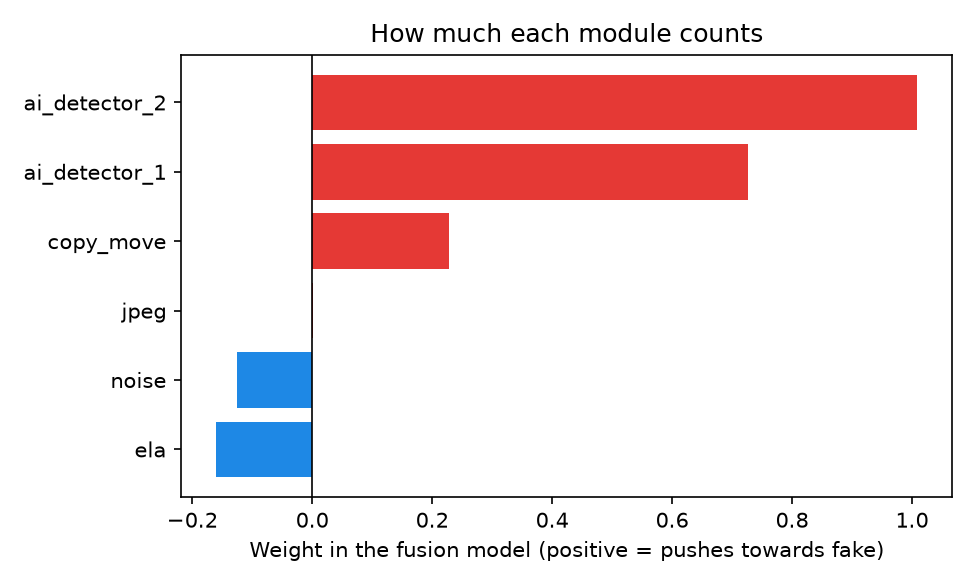 How much each module counts
ai_detector_2
ai_detector_1
copy_move
jpeg
noise
ela
−0.2 0.0 0.2 0.4 0.6 0.8 1.0
Weight in the fusion model (positive = pushes towards fake)